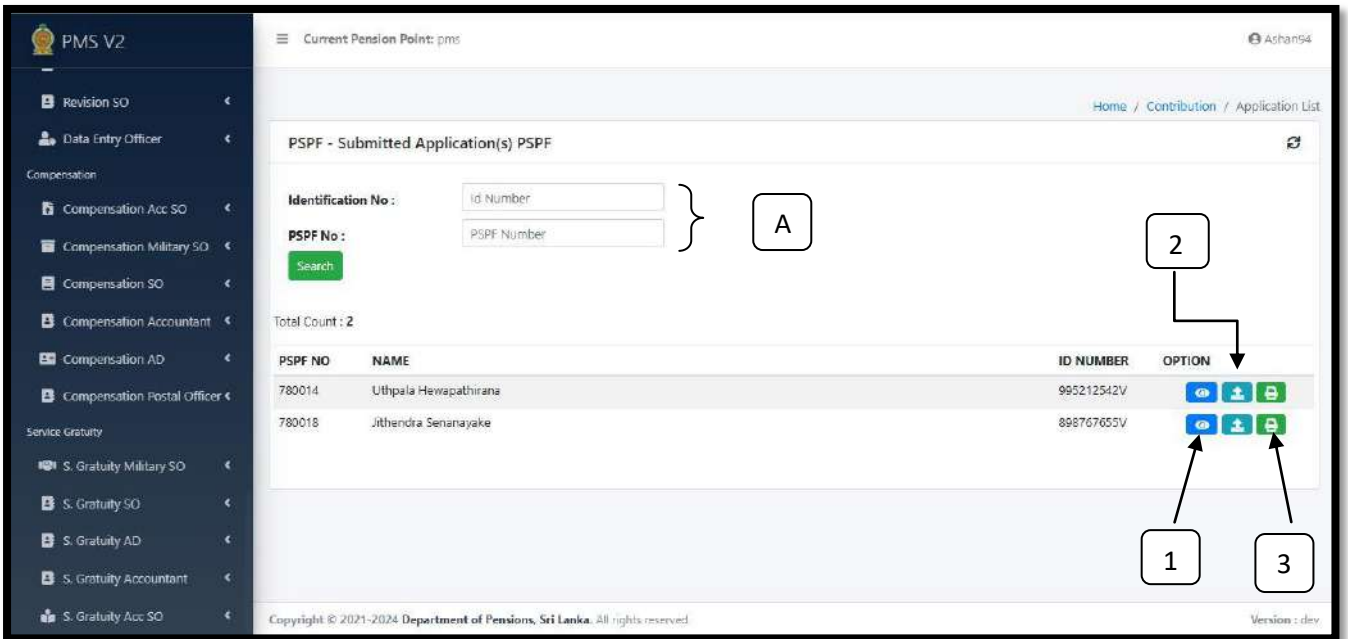 PMS V2
Current Pension Point: pms
Ashan94
Revision SO
Data Entry Officer
Compensation
Compensation Acc SO
Compensation Military SO
Compensation SO
Compensation Accountant
Compensation AD
Compensation Postal Officer
Service Gratuity
S. Gratuity Military SO
S. Gratuity SO
S. Gratuity AD
S. Gratuity Accountant
S. Gratuity Acc SO
Home / Contribution / Application List
PSPF - Submitted Application(s) PSPF
Identification No :
Id Number
PSPF No :
PSPF Number
Search
A
2
Total Count : 2
PSPF NO NAME ID NUMBER OPTION
780014 Uthpala Hewapathirana 995212542V
780018 Jithendra Senanayake 898767655V
1
3
Copyright © 2021-2024 Department of Pensions, Sri Lanka. All rights reserved
Version : dev